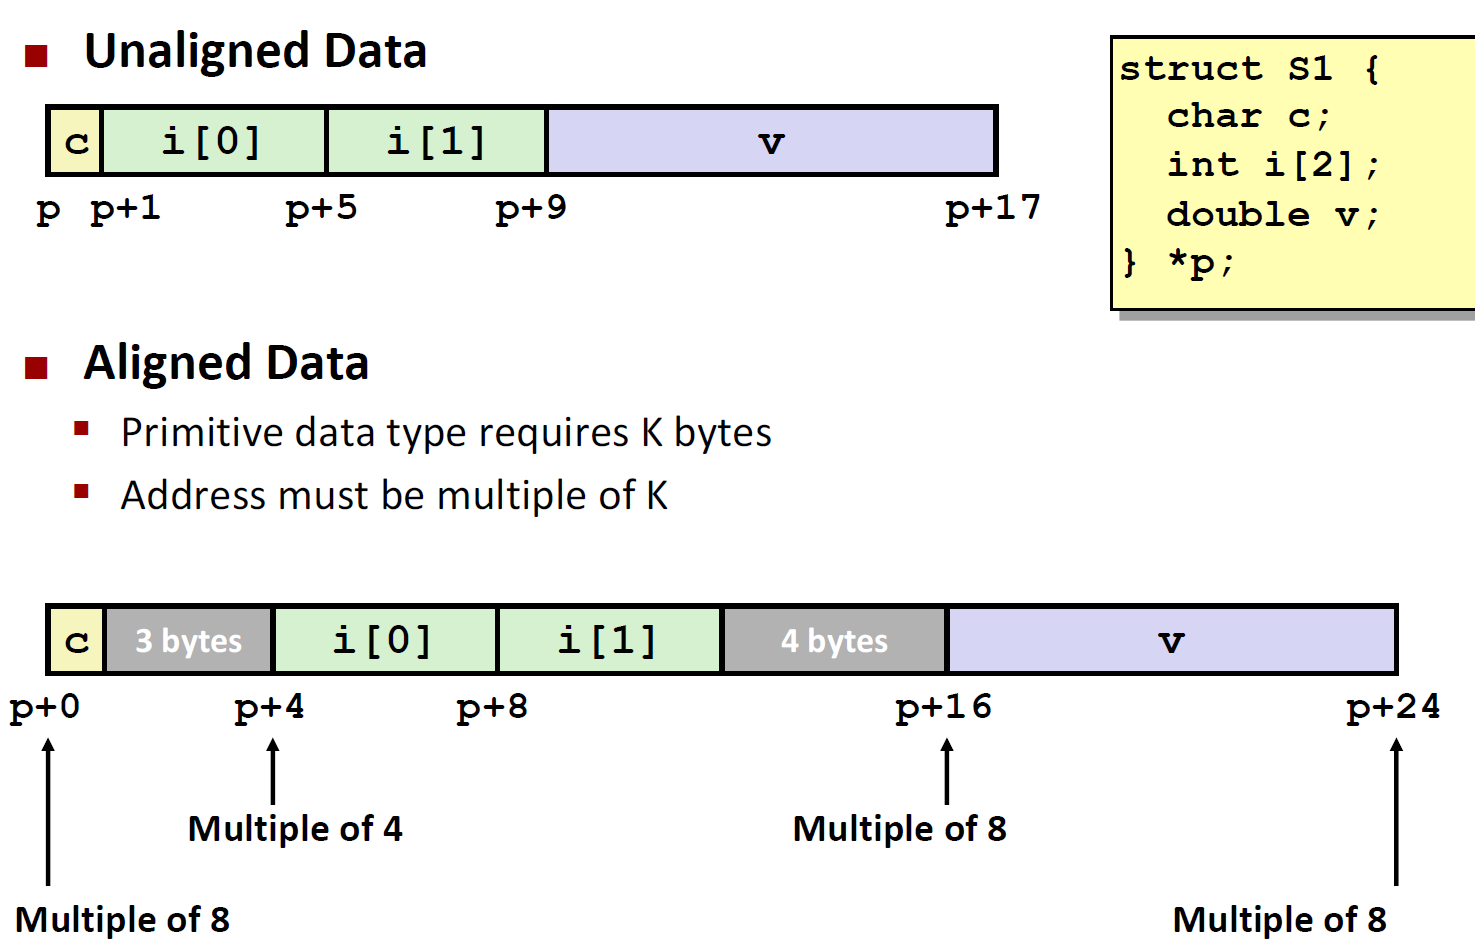 Unaligned Data
c i[0] i[1] v
p p+1 p+5 p+9 p+17
struct S1 {
  char c;
  int i[2];
  double v;
} *p;
Aligned Data
Primitive data type requires K bytes
Address must be multiple of K
c 3 bytes i[0] i[1] 4 bytes v
p+0 p+4 p+8 p+16 p+24
Multiple of 4 Multiple of 8
Multiple of 8 Multiple of 8